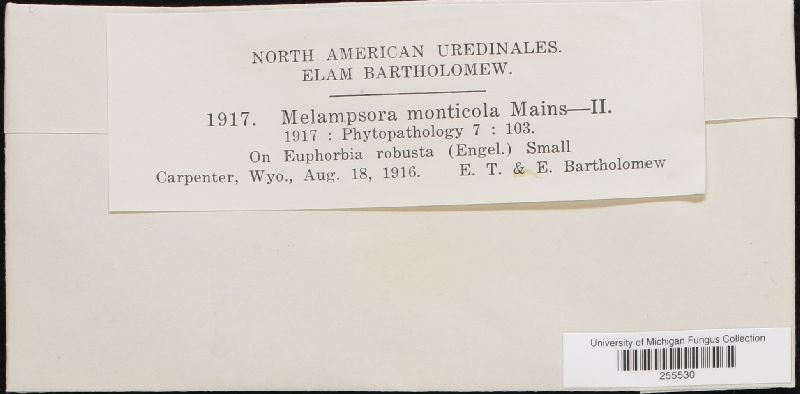 NORTH AMERICAN UREDINALES.
ELAM BARTHOLOMEW.
1917. Melampsora monticola Mains—II.
1917 : Phytopathology 7 : 103.
On Euphorbia robusta (Engel.) Small
Carpenter, Wyo., Aug. 18, 1916. E. T. & E. Bartholomew
University of Michigan Fungus Collection
255530